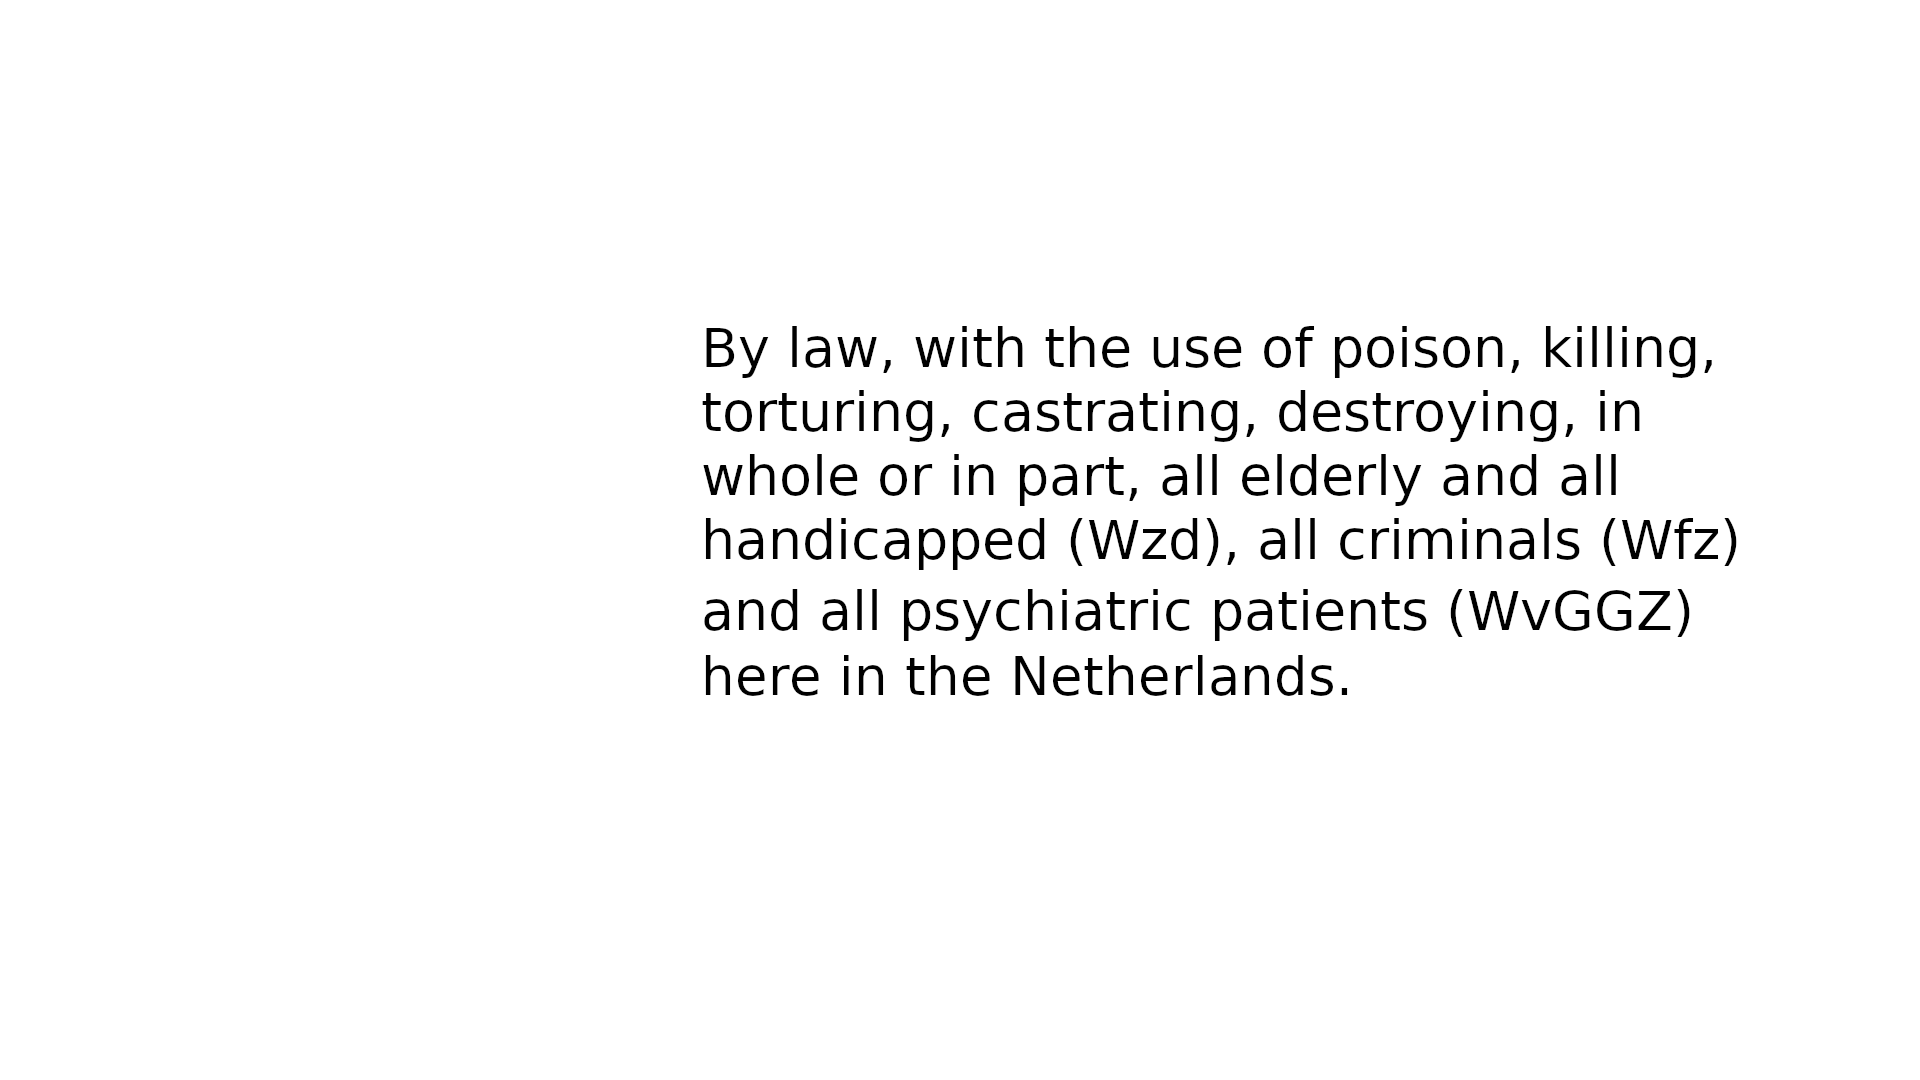 By law, with the use of poison, killing,
torturing, castrating, destroying, in
whole or in part, all elderly and all
handicapped (Wzd), all criminals (Wfz)
and all psychiatric patients (WvGGZ)
here in the Netherlands.